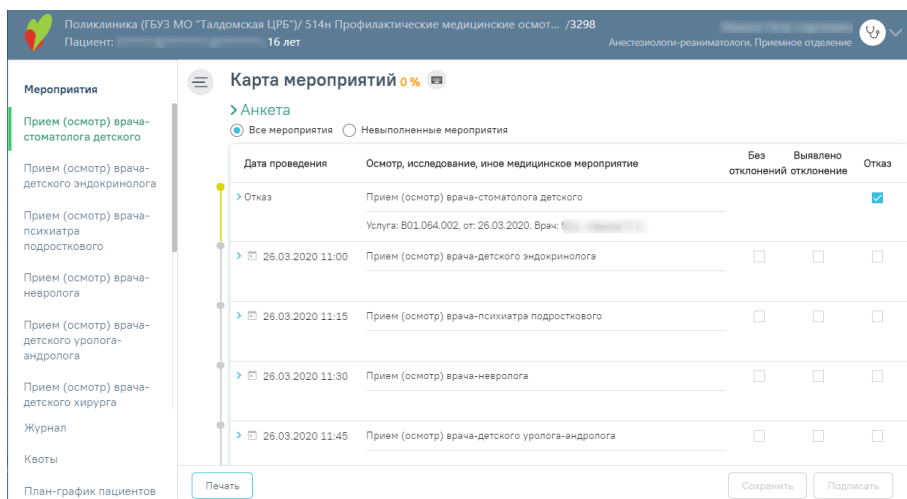 Поликлиника (ГБУЗ МО "Талдомская ЦРБ")/ 514н Профилактические медицинские осмот... /3298
Пациент: 16 лет
Анестезиологи-реаниматологи, Приемное отделение
Мероприятия
Прием (осмотр) врача-
стоматолога детского
Прием (осмотр) врача-
детского эндокринолога
Прием (осмотр) врача-
психиатра
подросткового
Прием (осмотр) врача-
невролога
Прием (осмотр) врача-
детского уролога-
андролога
Прием (осмотр) врача-
детского хирурга
Журнал
Квоты
План-график пациентов
Карта мероприятий 0 %
Анкета
Все мероприятия Невыполненные мероприятия
Дата проведения Осмотр, исследование, иное медицинское мероприятие Без отклонений Выявлено отклонение Отказ
Отказ Прием (осмотр) врача-стоматолога детского
Услуга: B01.064.002, от: 26.03.2020. Врач:
26.03.2020 11:00 Прием (осмотр) врача-детского эндокринолога
26.03.2020 11:15 Прием (осмотр) врача-психиатра подросткового
26.03.2020 11:30 Прием (осмотр) врача-невролога
26.03.2020 11:45 Прием (осмотр) врача-детского уролога-андролога
Печать Сохранить Подписать